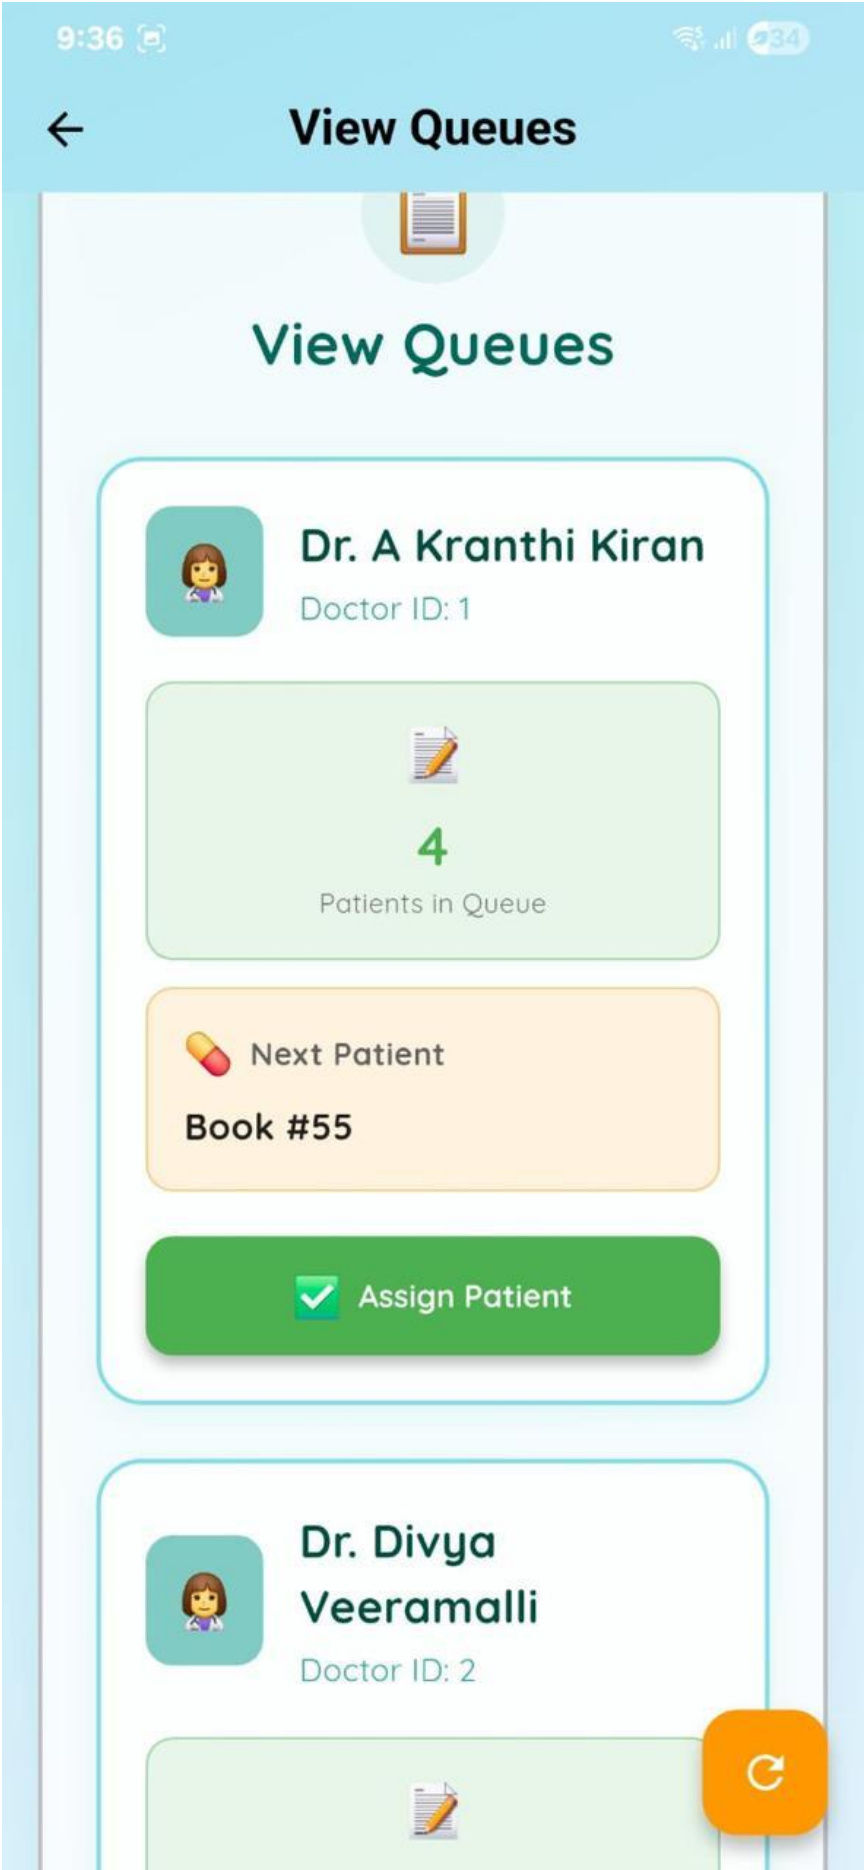 9:36
34
View Queues
View Queues
Dr. A Kranthi Kiran
Doctor ID: 1
4
Patients in Queue
Next Patient
Book #55
Assign Patient
Dr. Divya
Veeramalli
Doctor ID: 2